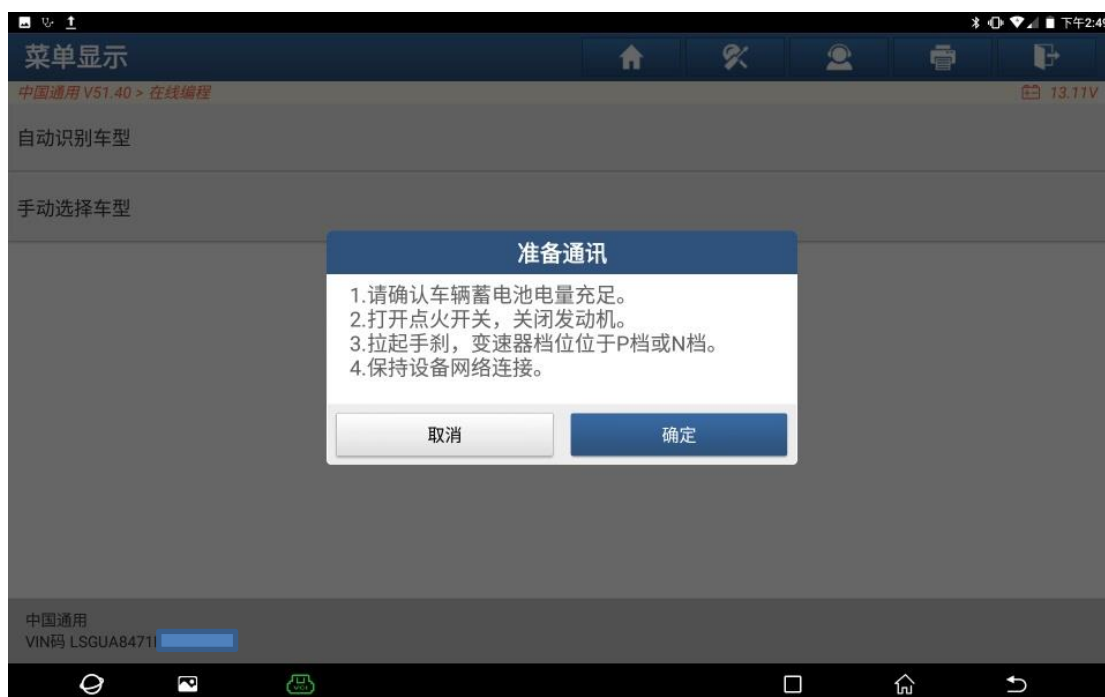 下午2:49
菜单显示
中国通用 V51.40 > 在线编程
13.11V
自动识别车型
手动选择车型
准备通讯
1.请确认车辆蓄电池电量充足。
2.打开点火开关，关闭发动机。
3.拉起手刹，变速器档位位于P档或N档。
4.保持设备网络连接。
取消
确定
中国通用
VIN码 LSGUA8471
VCI